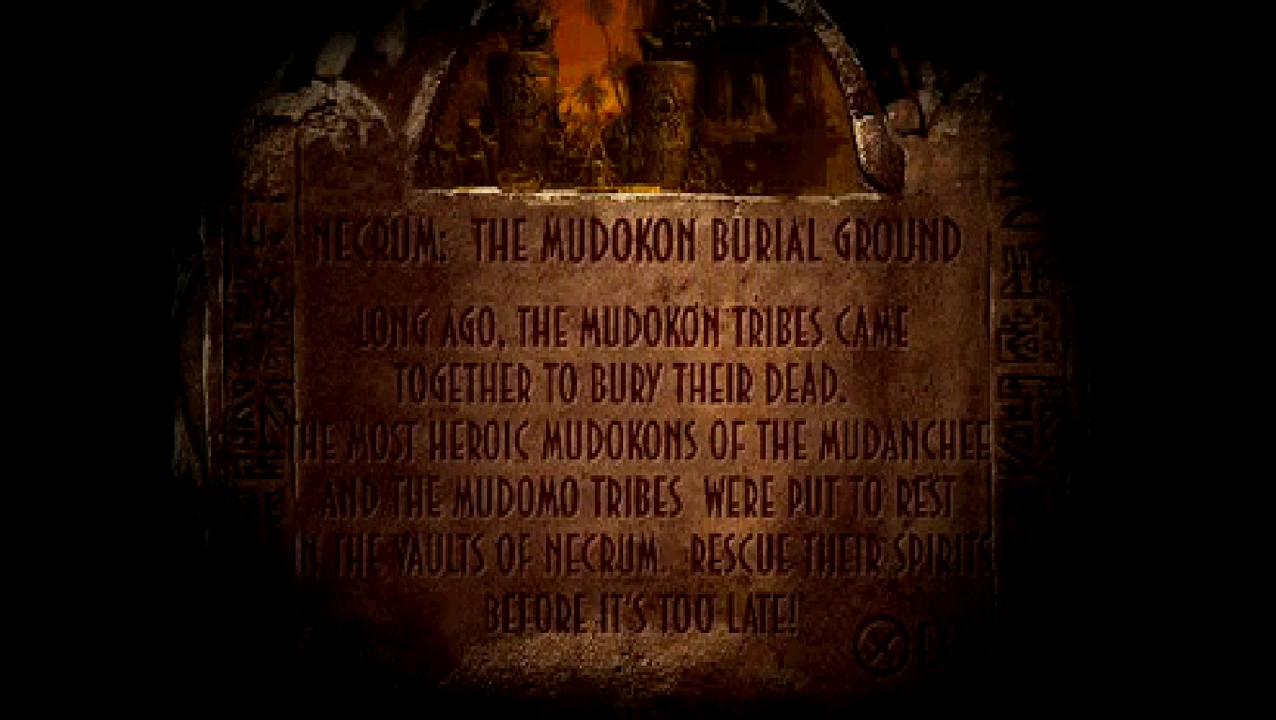 NECRUM: THE MUDOKON BURIAL GROUND
LONG AGO, THE MUDOKON TRIBES CAME
TOGETHER TO BURY THEIR DEAD.
THE MOST HEROIC MUDOKONS OF THE MUDANCHEE
AND THE MUDOMO TRIBES WERE PUT TO REST
IN THE VAULTS OF NECRUM. RESCUE THEIR SPIRITS
BEFORE IT'S TOO LATE!